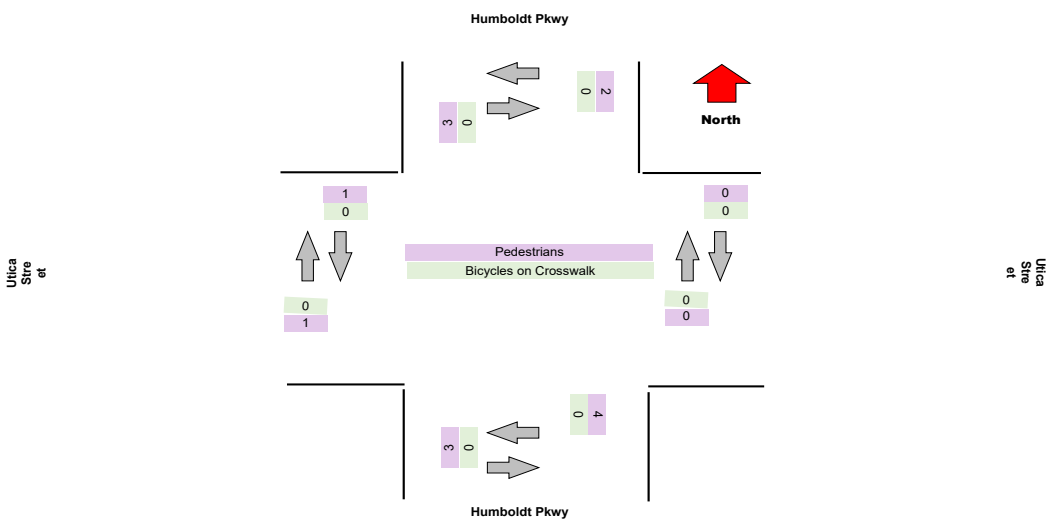 Humboldt Pkwy
0 2
3 0
North
1
0
0
0
Pedestrians
Bicycles on Crosswalk
Utica
Stre
et
Utica
Stre
et
0
1
0
0
0 4
3 0
Humboldt Pkwy